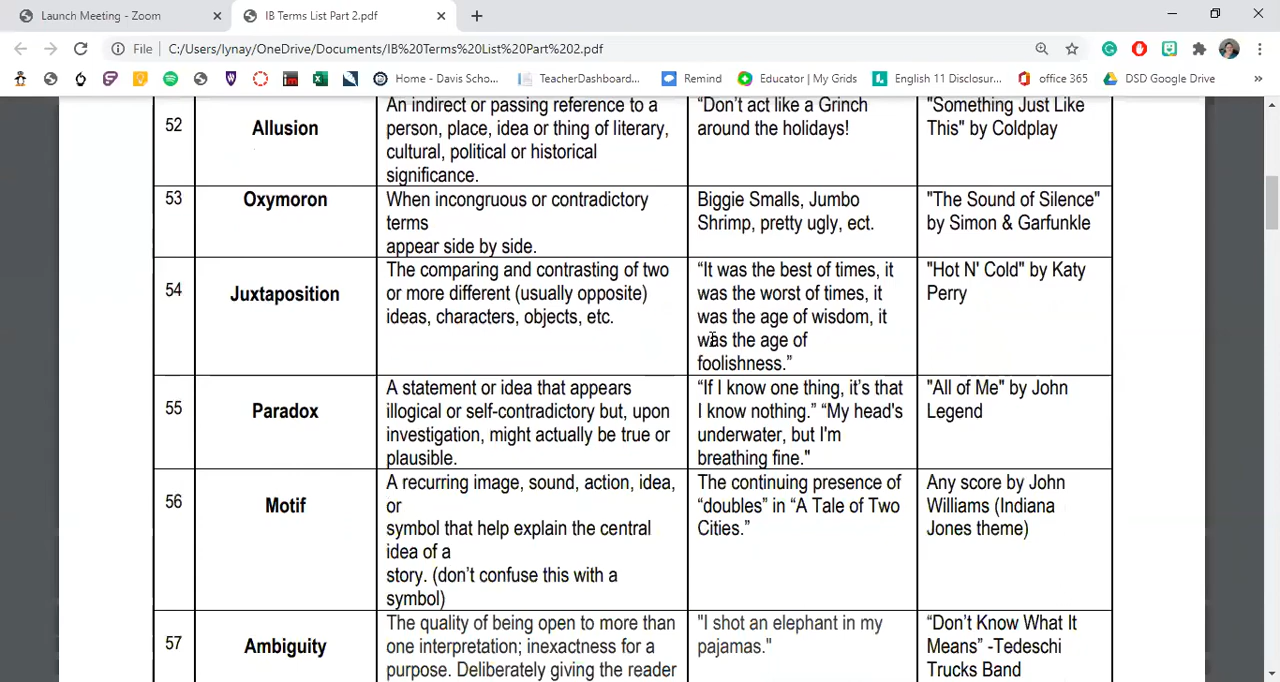 Launch Meeting - Zoom
IB Terms List Part 2.pdf
File
C:/Users/lynay/OneDrive/Documents/IB%20Terms%20List%20Part%202.pdf
Home - Davis Scho...
TeacherDashboard...
Remind
Educator | My Grids
English 11 Disclosur...
office 365
DSD Google Drive
»
52
Allusion
An indirect or passing reference to a
person, place, idea or thing of literary,
cultural, political or historical
significance.
“Don’t act like a Grinch
around the holidays!
"Something Just Like
This" by Coldplay
53
Oxymoron
When incongruous or contradictory
terms
appear side by side.
Biggie Smalls, Jumbo
Shrimp, pretty ugly, ect.
"The Sound of Silence"
by Simon & Garfunkle
54
Juxtaposition
The comparing and contrasting of two
or more different (usually opposite)
ideas, characters, objects, etc.
“It was the best of times, it
was the worst of times, it
was the age of wisdom, it
was the age of
foolishness.”
"Hot N' Cold" by Katy
Perry
55
Paradox
A statement or idea that appears
illogical or self-contradictory but, upon
investigation, might actually be true or
plausible.
“If I know one thing, it’s that
I know nothing.” “My head's
underwater, but I'm
breathing fine."
"All of Me" by John
Legend
56
Motif
A recurring image, sound, action, idea,
or
symbol that help explain the central
idea of a
story. (don’t confuse this with a
symbol)
The continuing presence of
“doubles” in “A Tale of Two
Cities.”
Any score by John
Williams (Indiana
Jones theme)
57
Ambiguity
The quality of being open to more than
one interpretation; inexactness for a
purpose. Deliberately giving the reader
"I shot an elephant in my
pajamas."
“Don’t Know What It
Means” -Tedeschi
Trucks Band